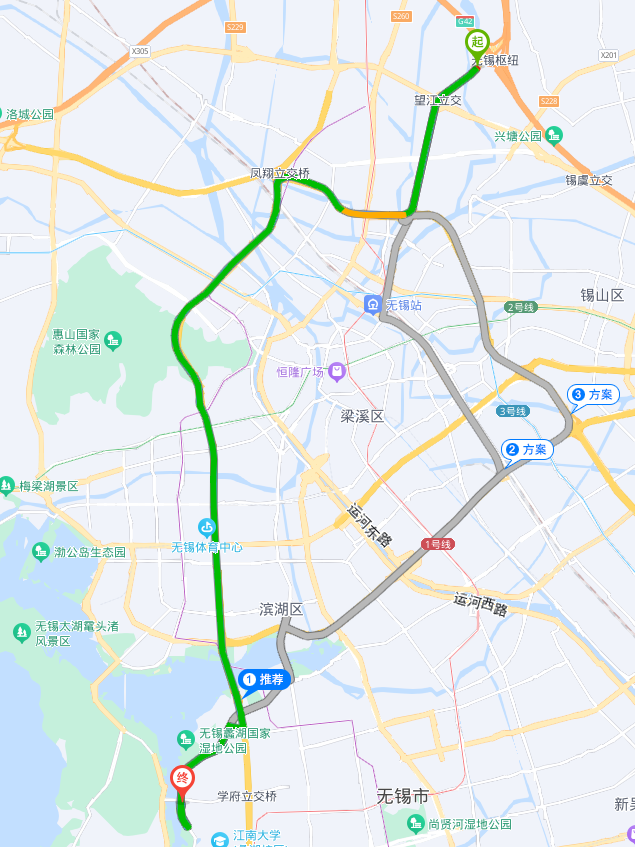 S260
G42
S229
起
X305
无锡枢纽
X201
望江立交
S228
洛城公园
兴塘公园
凤翔立交桥
锡虞立交
锡山区
无锡站
2号线
惠山国家
森林公园
恒隆广场
3 方案
3号线
梁溪区
2 方案
梅梁湖景区
运河东路
无锡体育中心
1号线
渤公岛生态园
运河西路
滨湖区
无锡太湖鼋头渚
风景区
1 推荐
无锡蠡湖国家
湿地公园
终
学府立交桥
无锡市
新吴
尚贤河湿地公园
江南大学